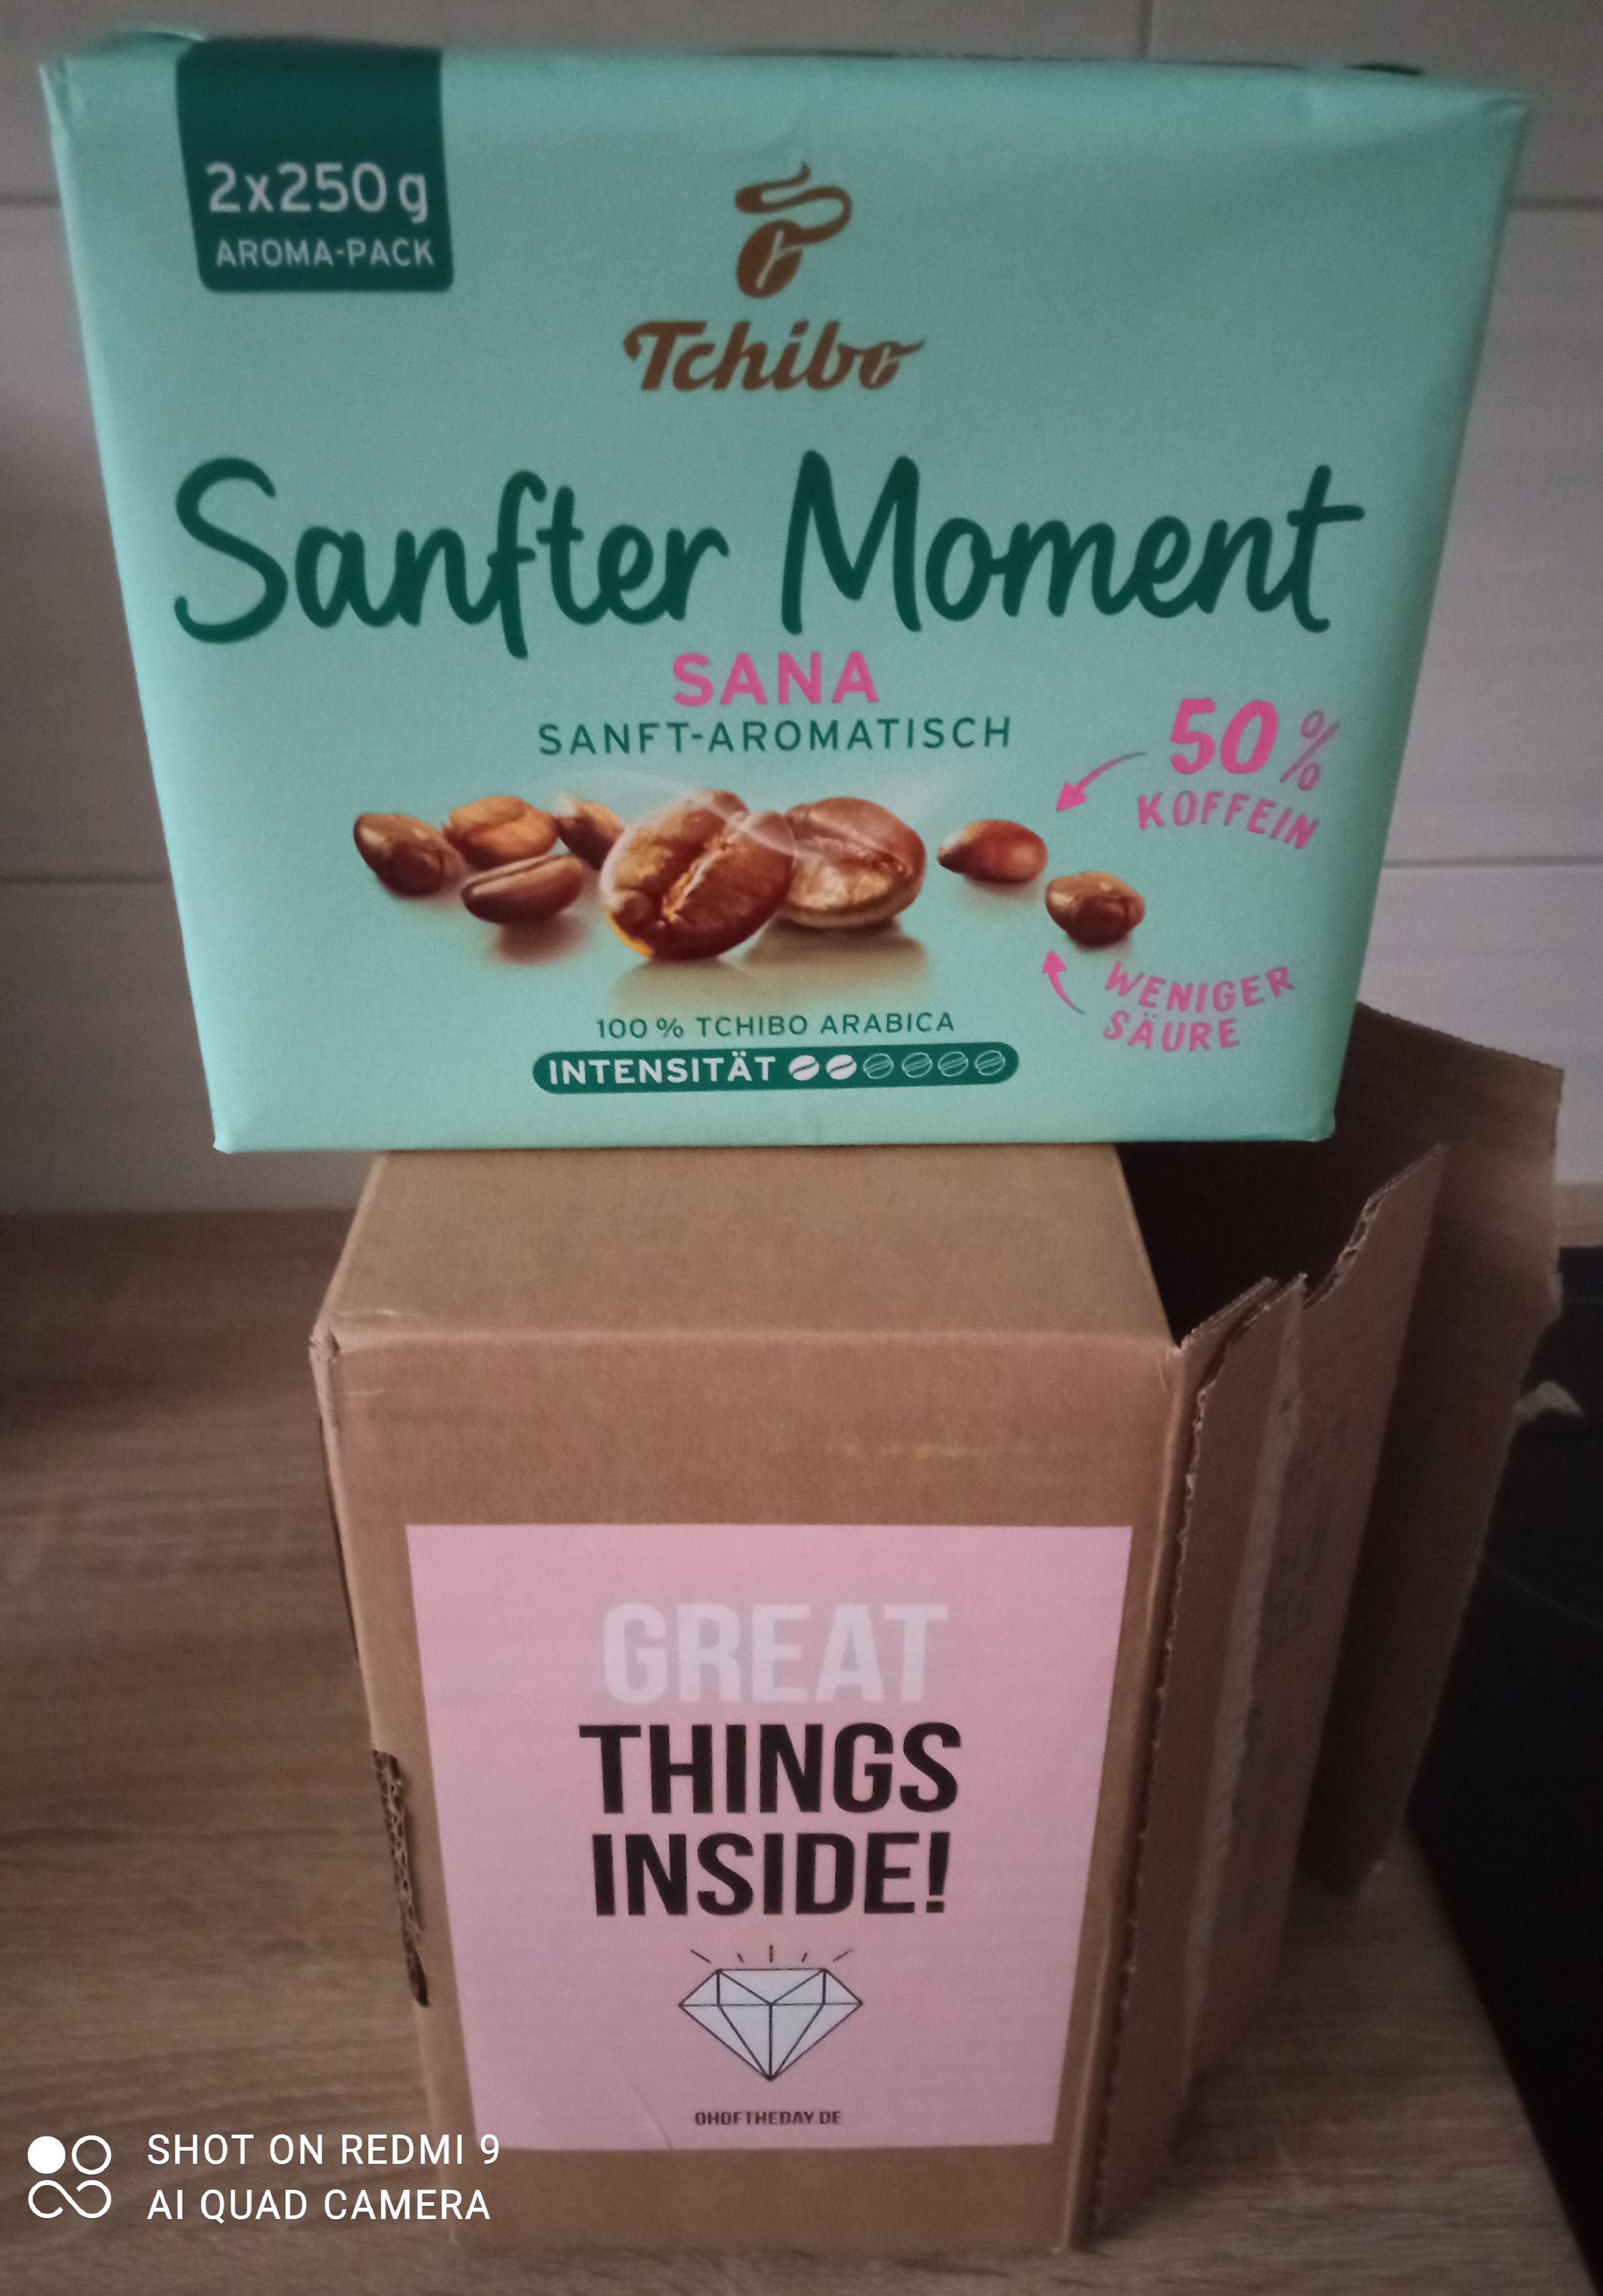 2x250 g
AROMA-PACK
Tchibo
Sanfter Moment
SANA
SANFT-AROMATISCH
50%
KOFFEIN
WENIGER
SÄURE
100 % TCHIBO ARABICA
INTENSITÄT
GREAT
THINGS
INSIDE!
OHOFTHEDAY.DE
SHOT ON REDMI 9
AI QUAD CAMERA